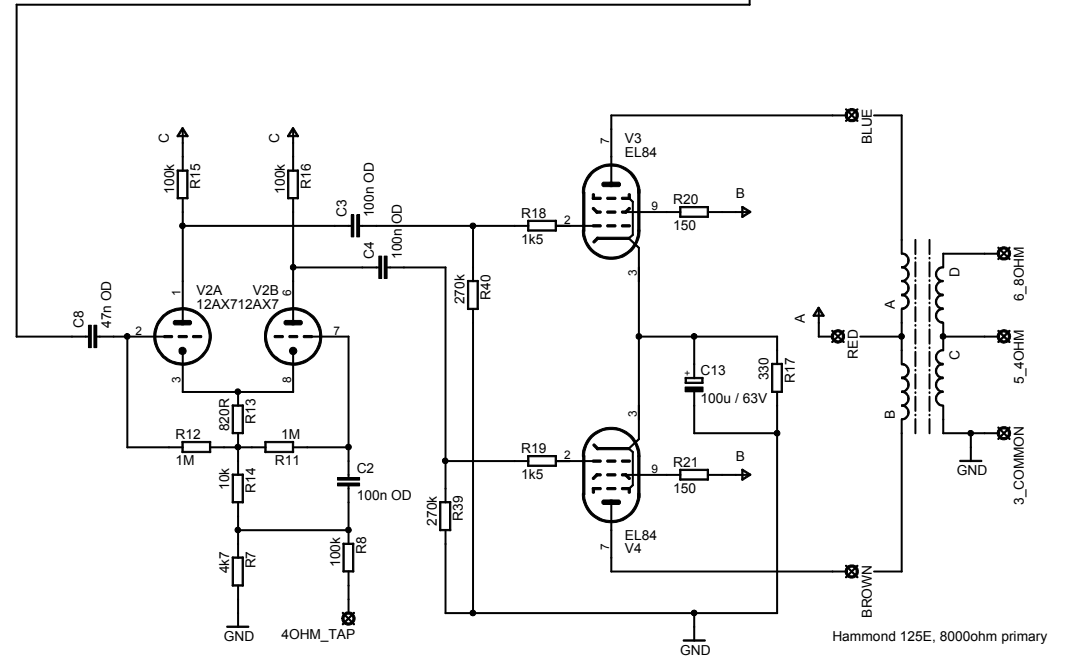 C
100k
R15
C
100k
R16
C3
100n OD
C4
100n OD
V3
EL84
7
BLUE
R18
1k5
2
9
R20
150
B
3
270k
R40
C8
47n OD
V2A
12AX7
V2B
12AX7
1
6
2
7
3
8
820R
R13
R12
1M
1M
R11
10k
R14
C2
100n OD
4k7
R7
100k
R8
GND
4OHM_TAP
A
RED
A
B
D
C
6_8OHM
5_4OHM
3_COMMON
GND
+
C13
100u / 63V
330
R17
3
R19
1k5
2
9
R21
150
B
270k
R39
EL84
V4
7
BROWN
GND
Hammond 125E, 8000ohm primary